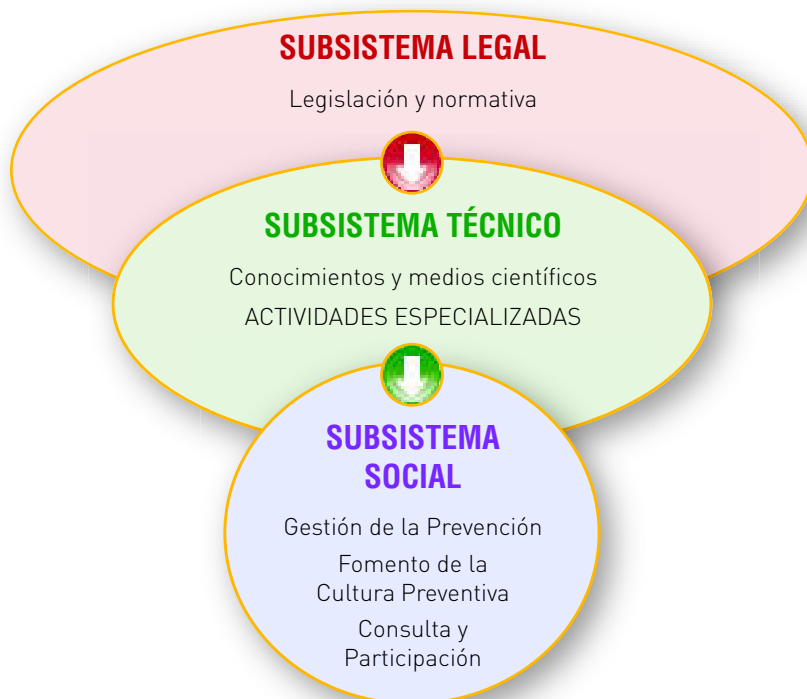 SUBSISTEMA LEGAL
Legislación y normativa
SUBSISTEMA TÉCNICO
Conocimientos y medios científicos
ACTIVIDADES ESPECIALIZADAS
SUBSISTEMA
SOCIAL
Gestión de la Prevención
Fomento de la
Cultura Preventiva
Consulta y
Participación